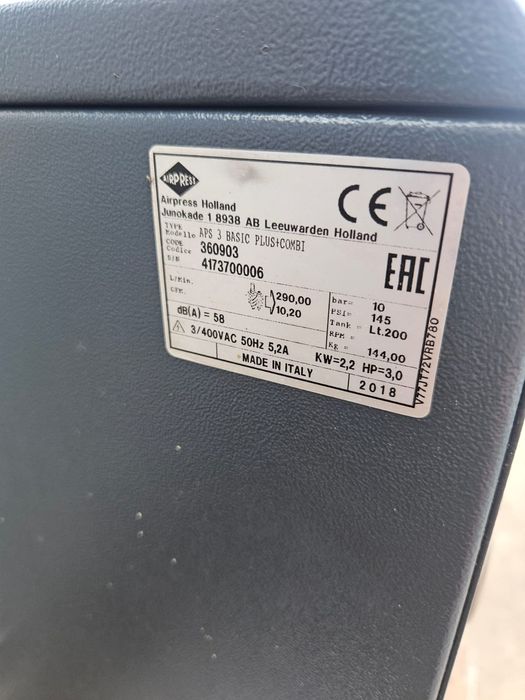 AIRPRESS
Airpress Holland
Junokade 1 8938 AB Leeuwarden Holland
CE
TYPE
Modello APS 3 BASIC PLUS+COMBI
CODE
Codice 360903
S/N 4173700006
EAC
L/Min. 290,00
CFM. 10,20
bar= 10
PSI= 145
Tank = Lt.200
RPM =
Kg = 144,00
dB(A) = 58
3/400VAC 50Hz 5,2A KW=2,2 HP=3,0
MADE IN ITALY 2018
V77JT72VRB780